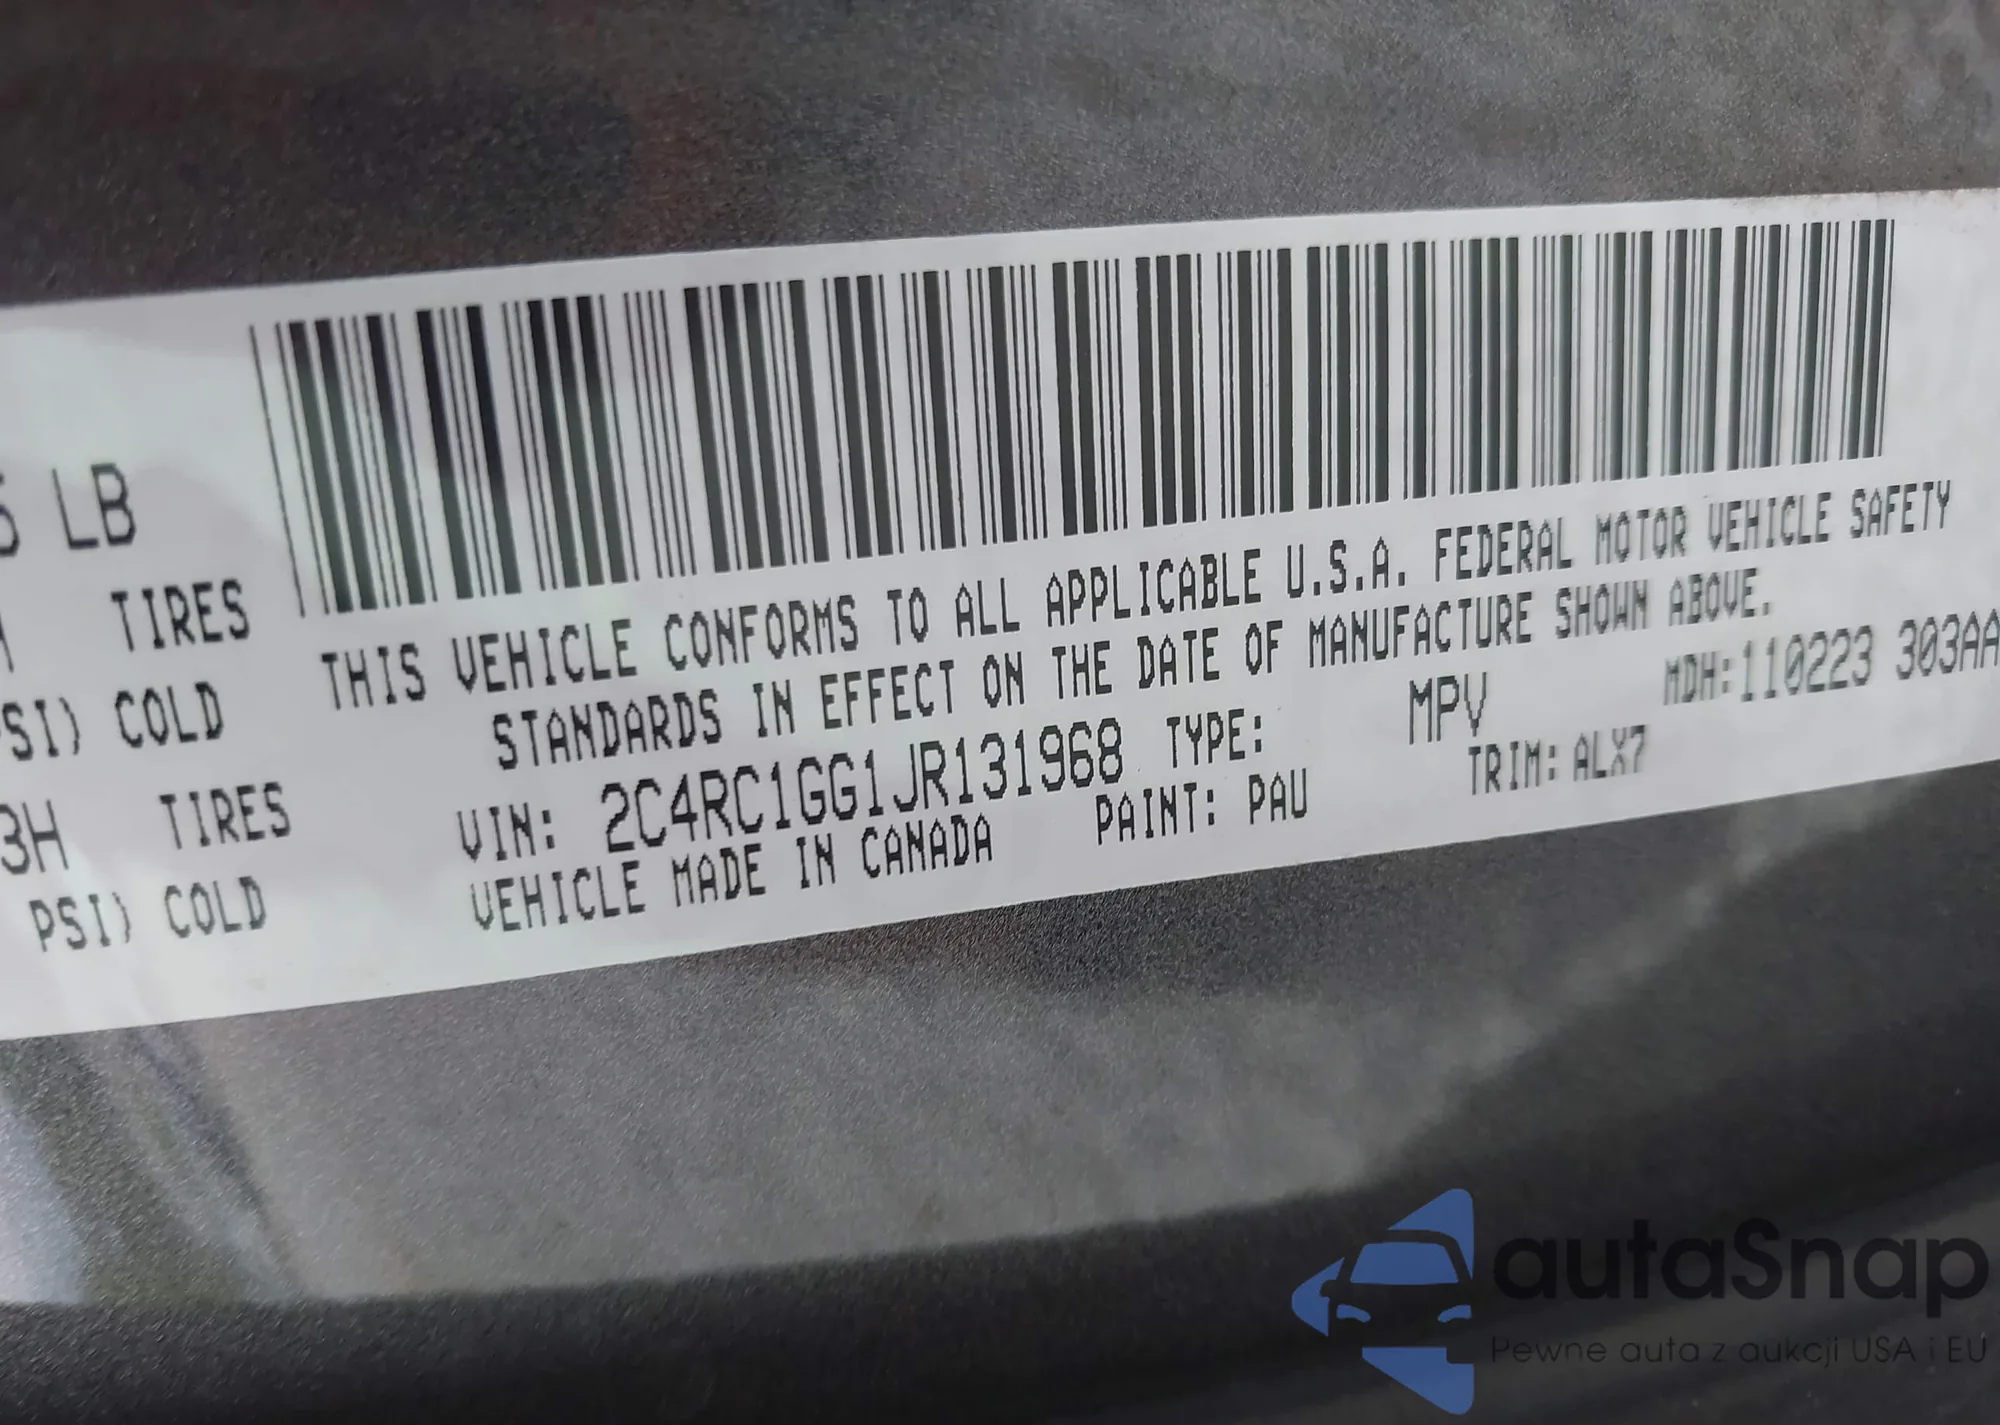 LB
TIRES
PSI) COLD
3H TIRES
PSI) COLD
THIS VEHICLE CONFORMS TO ALL APPLICABLE U.S.A. FEDERAL MOTOR VEHICLE SAFETY
STANDARDS IN EFFECT ON THE DATE OF MANUFACTURE SHOWN ABOVE.
VIN: 2C4RC1GG1JR131968 TYPE: MPV MDH:110223 303AA
VEHICLE MADE IN CANADA PAINT: PAU TRIM: ALX7
autaSnap
Pewne auta z aukcji USA i EU